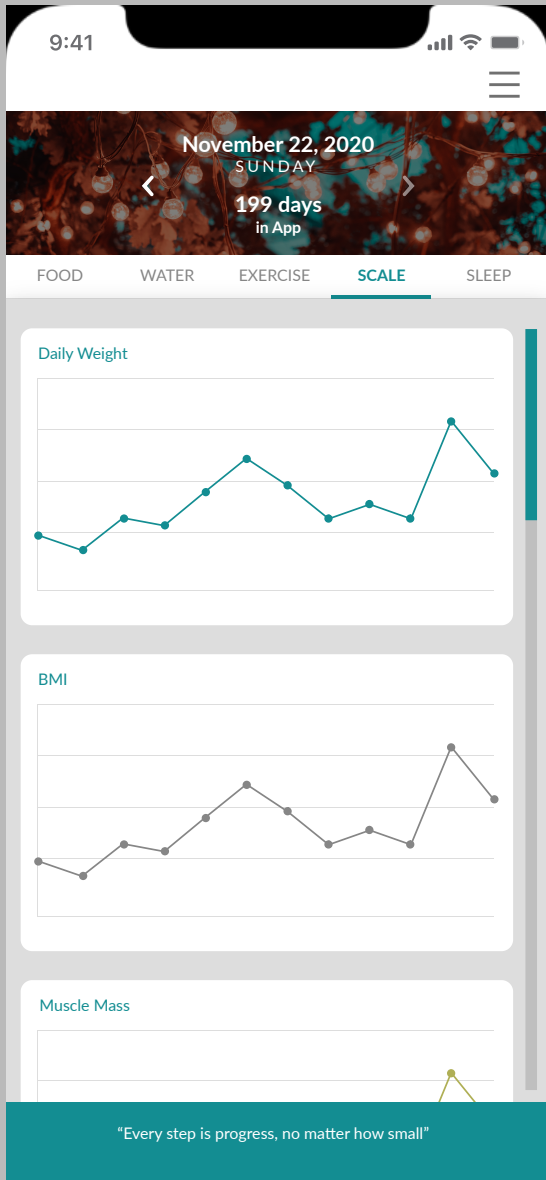 9:41
November 22, 2020
SUNDAY
199 days
in App
FOOD WATER EXERCISE SCALE SLEEP
Daily Weight
BMI
Muscle Mass
“Every step is progress, no matter how small”